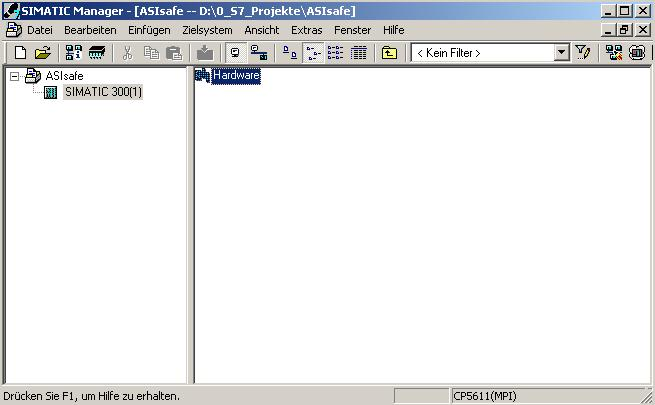 SIMATIC Manager - [ASIsafe -- D:\0_S7_Projekte\ASIsafe]
Datei Bearbeiten Einfügen Zielsystem Ansicht Extras Fenster Hilfe
< Kein Filter >
ASIsafe
SIMATIC 300(1)
Hardware
Drücken Sie F1, um Hilfe zu erhalten.
CP5611(MPI)